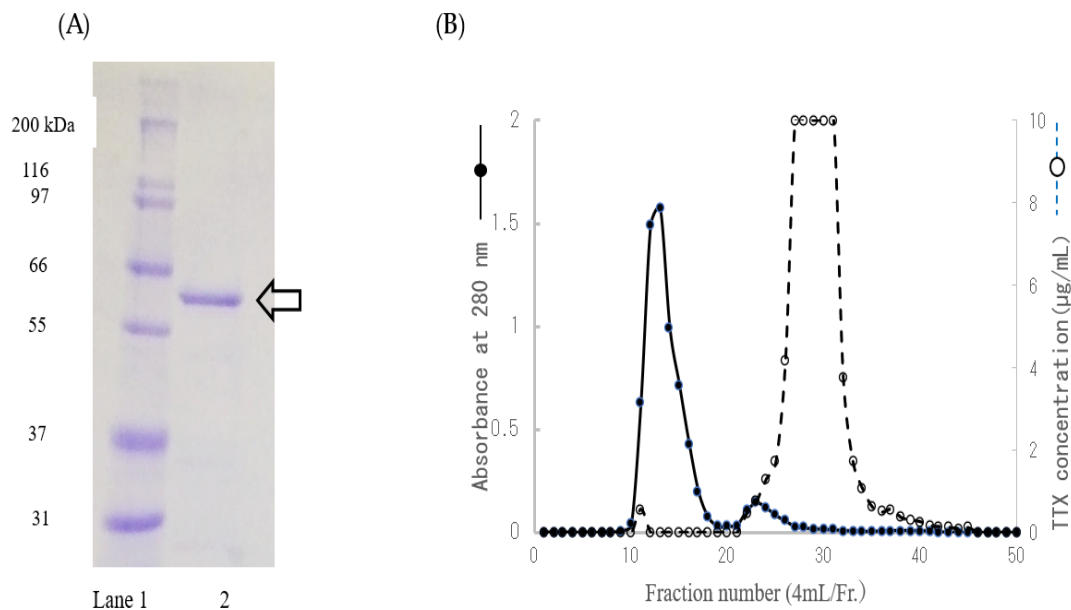 (A)
200 kDa
116
97
66
55
37
31
Lane 1 2
(B)
2
1.5
1
0.5
0
Absorbance at 280 nm
10
8
6
4
2
0
TTX concentration(μg/mL)
0 10 20 30 40 50
Fraction number (4mL/Fr.)